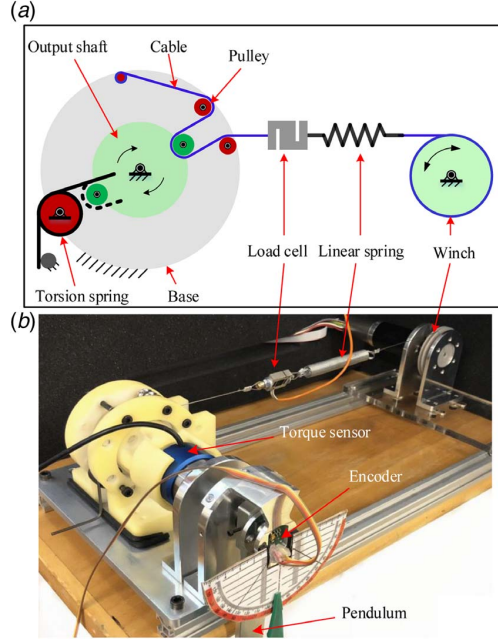 (a)
Output shaft
Cable
Pulley
Torsion spring
Base
Load cell
Linear spring
Winch
(b)
Torque sensor
Encoder
Pendulum